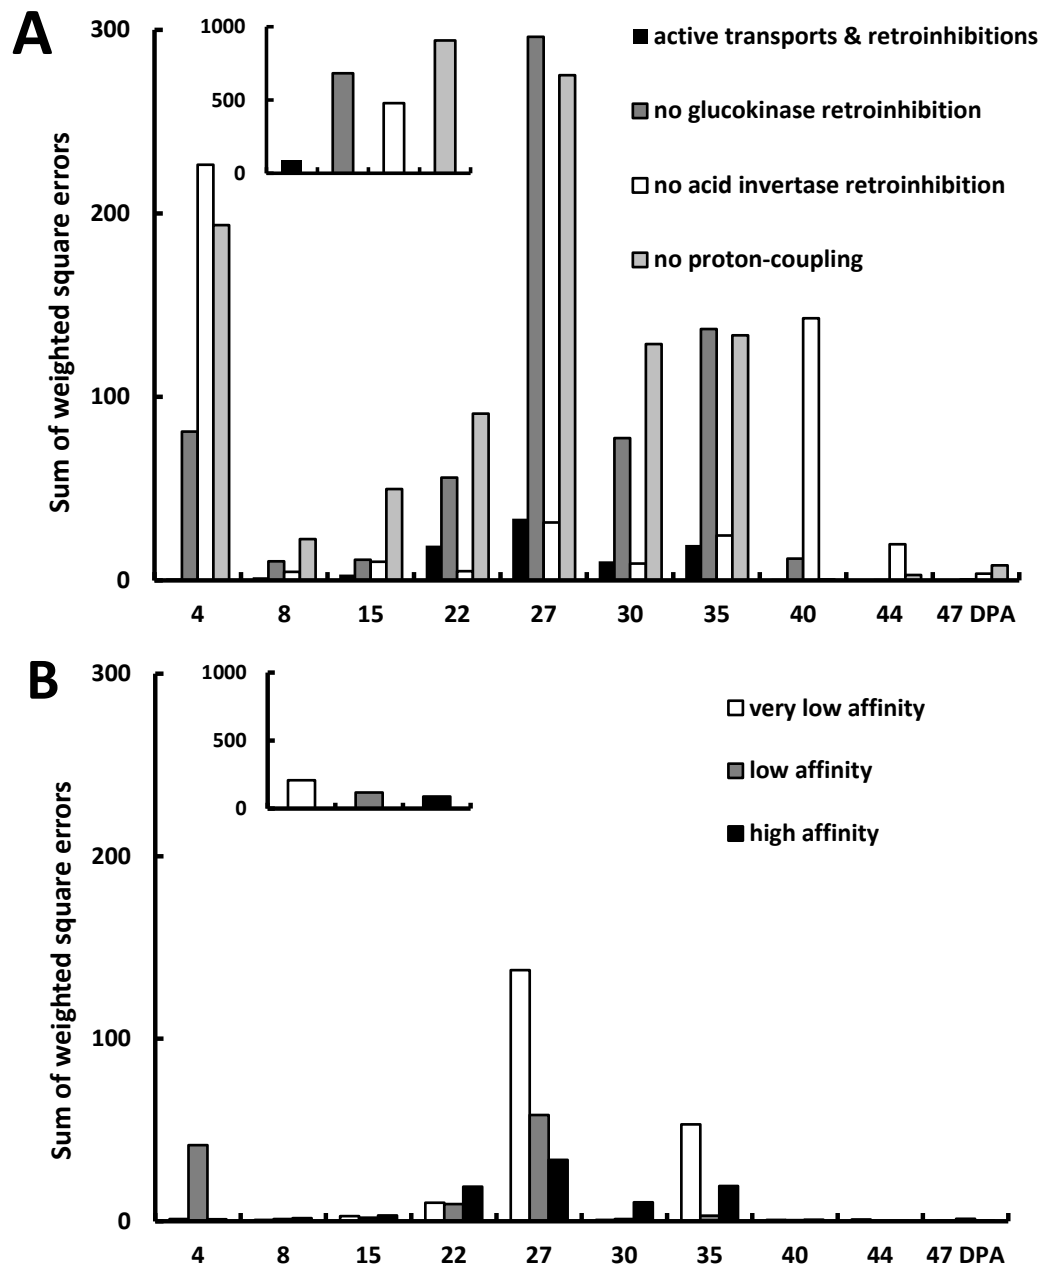 A
300
200
100
0
Sum of weighted square errors
1000
500
0
active transports & retroinhibitions
no glucokinase retroinhibition
no acid invertase retroinhibition
no proton-coupling
4 8 15 22 27 30 35 40 44 47 DPA
B
300
200
100
0
Sum of weighted square errors
1000
500
0
very low affinity
low affinity
high affinity
4 8 15 22 27 30 35 40 44 47 DPA